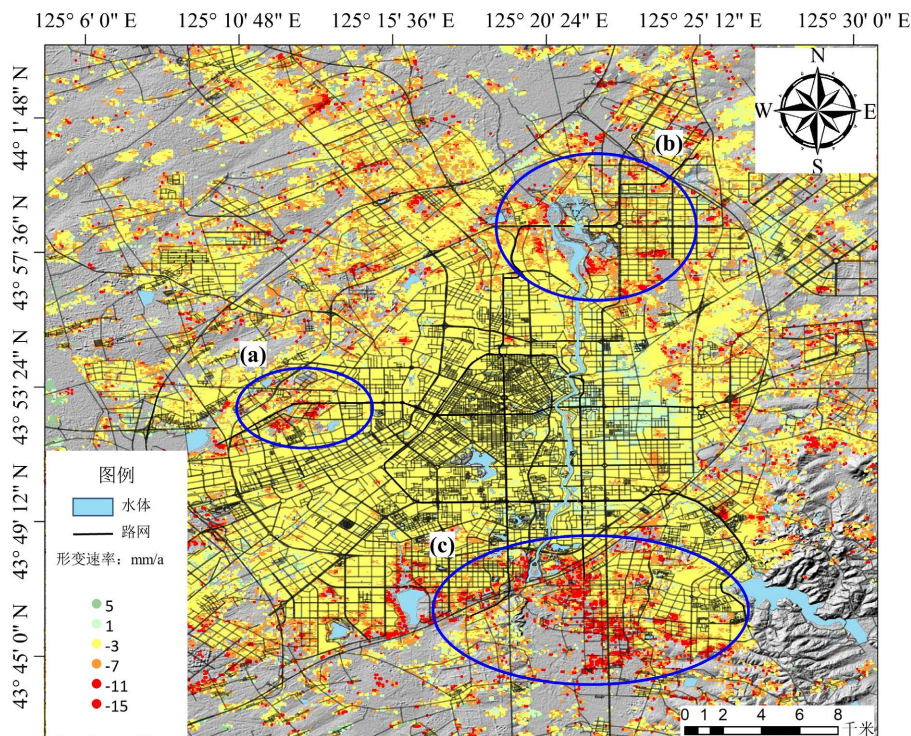 125° 6′ 0″ E
125° 10′ 48″ E
125° 15′ 36″ E
125° 20′ 24″ E
125° 25′ 12″ E
125° 30′ 0″ E
44° 1′ 48″ N
43° 57′ 36″ N
43° 53′ 24″ N
43° 49′ 12″ N
43° 45′ 0″ N
N
W
E
S
(b)
(a)
(c)
图例
水体
路网
形变速率：mm/a
5
1
-3
-7
-11
-15
0 1 2 4 6 8
千米